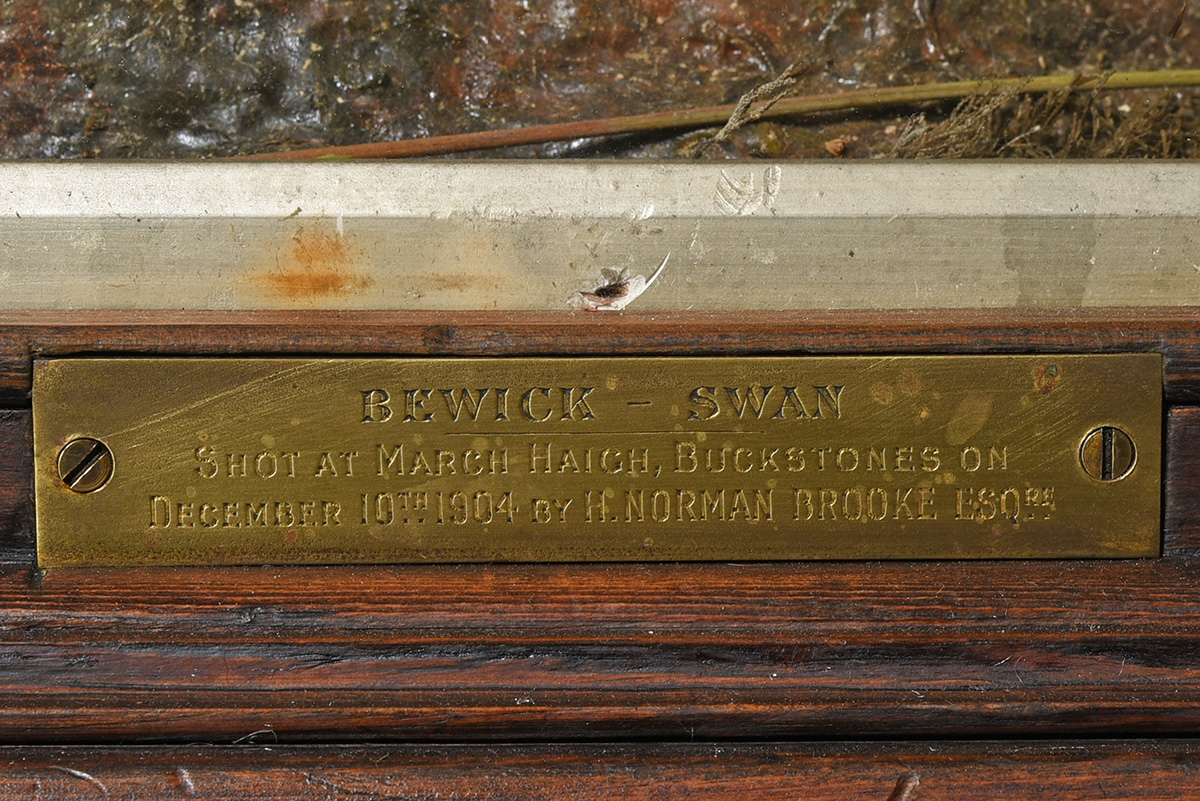 BEWICK - SWAN
SHOT AT MARCH HAIGH, BUCKSTONES ON
DECEMBER 10TH 1904 BY H. NORMAN BROOKE ESQRE